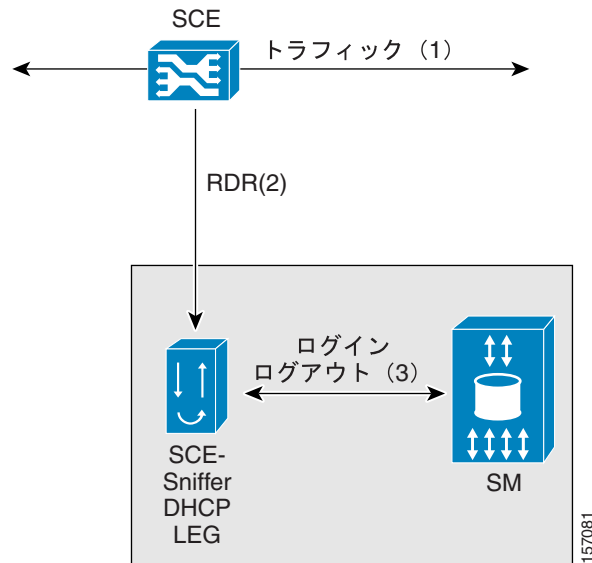 SCE
トラフィック（1）
RDR(2)
ログイン
ログアウト（3）
SCE-
Sniffer
DHCP
LEG
SM
157081